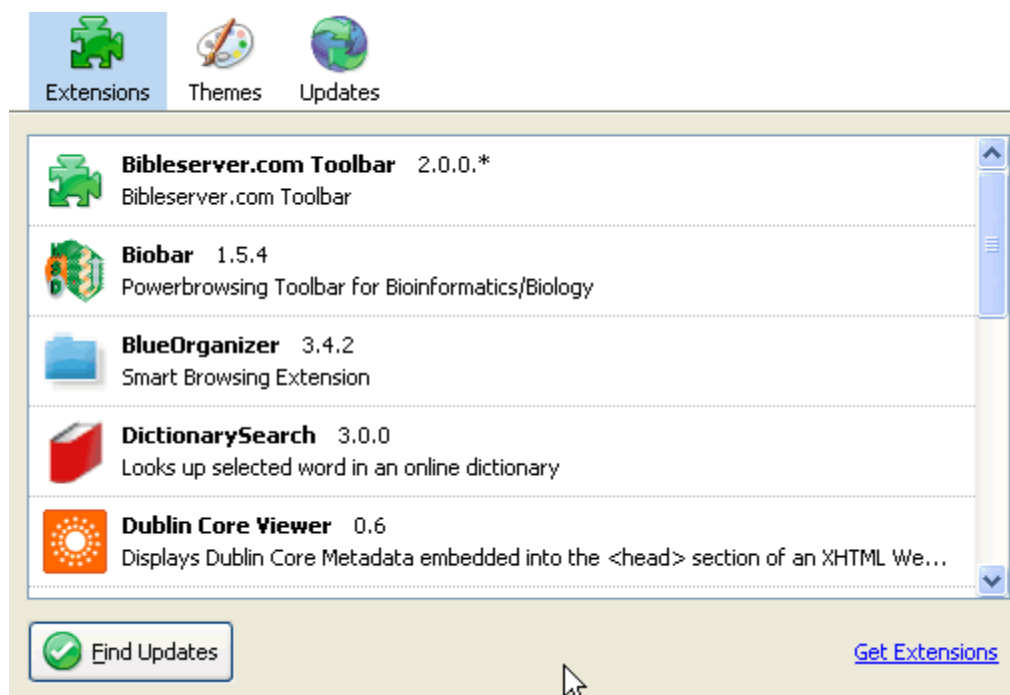 Extensions Themes Updates
Bibleserver.com Toolbar 2.0.0.*
Bibleserver.com Toolbar
Biobar 1.5.4
Powerbrowsing Toolbar for Bioinformatics/Biology
BlueOrganizer 3.4.2
Smart Browsing Extension
DictionarySearch 3.0.0
Looks up selected word in an online dictionary
Dublin Core Viewer 0.6
Displays Dublin Core Metadata embedded into the <head> section of an XHTML We...
Find Updates Get Extensions